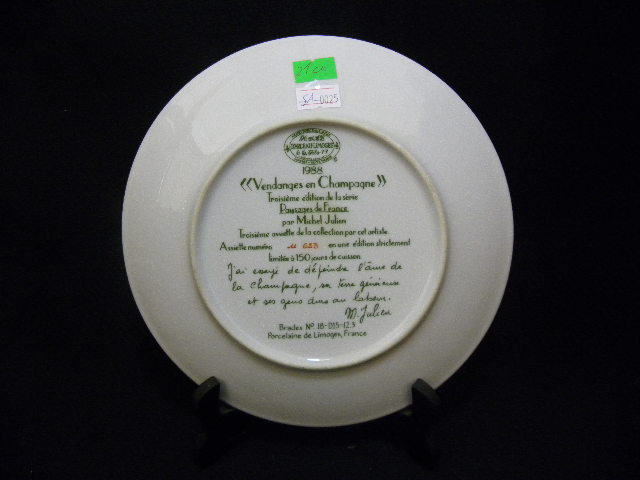 SA-0025
1988
《Vendanges en Champagne》
Troisième édition de la série
Paysages de France
par Michel Julien
Troisième assiette de la collection par cet artiste.
Assiette numéro M 653 en une édition strictement
limitée à 150 jours de cuisson.
J'ai essayé de dépeindre l'âme de
la Champagne, sa terre généreuse
et ses gens durs au labeur.
M. Julien
Bradex Nº 18-D15-12.3
Porcelaine de Limoges, France